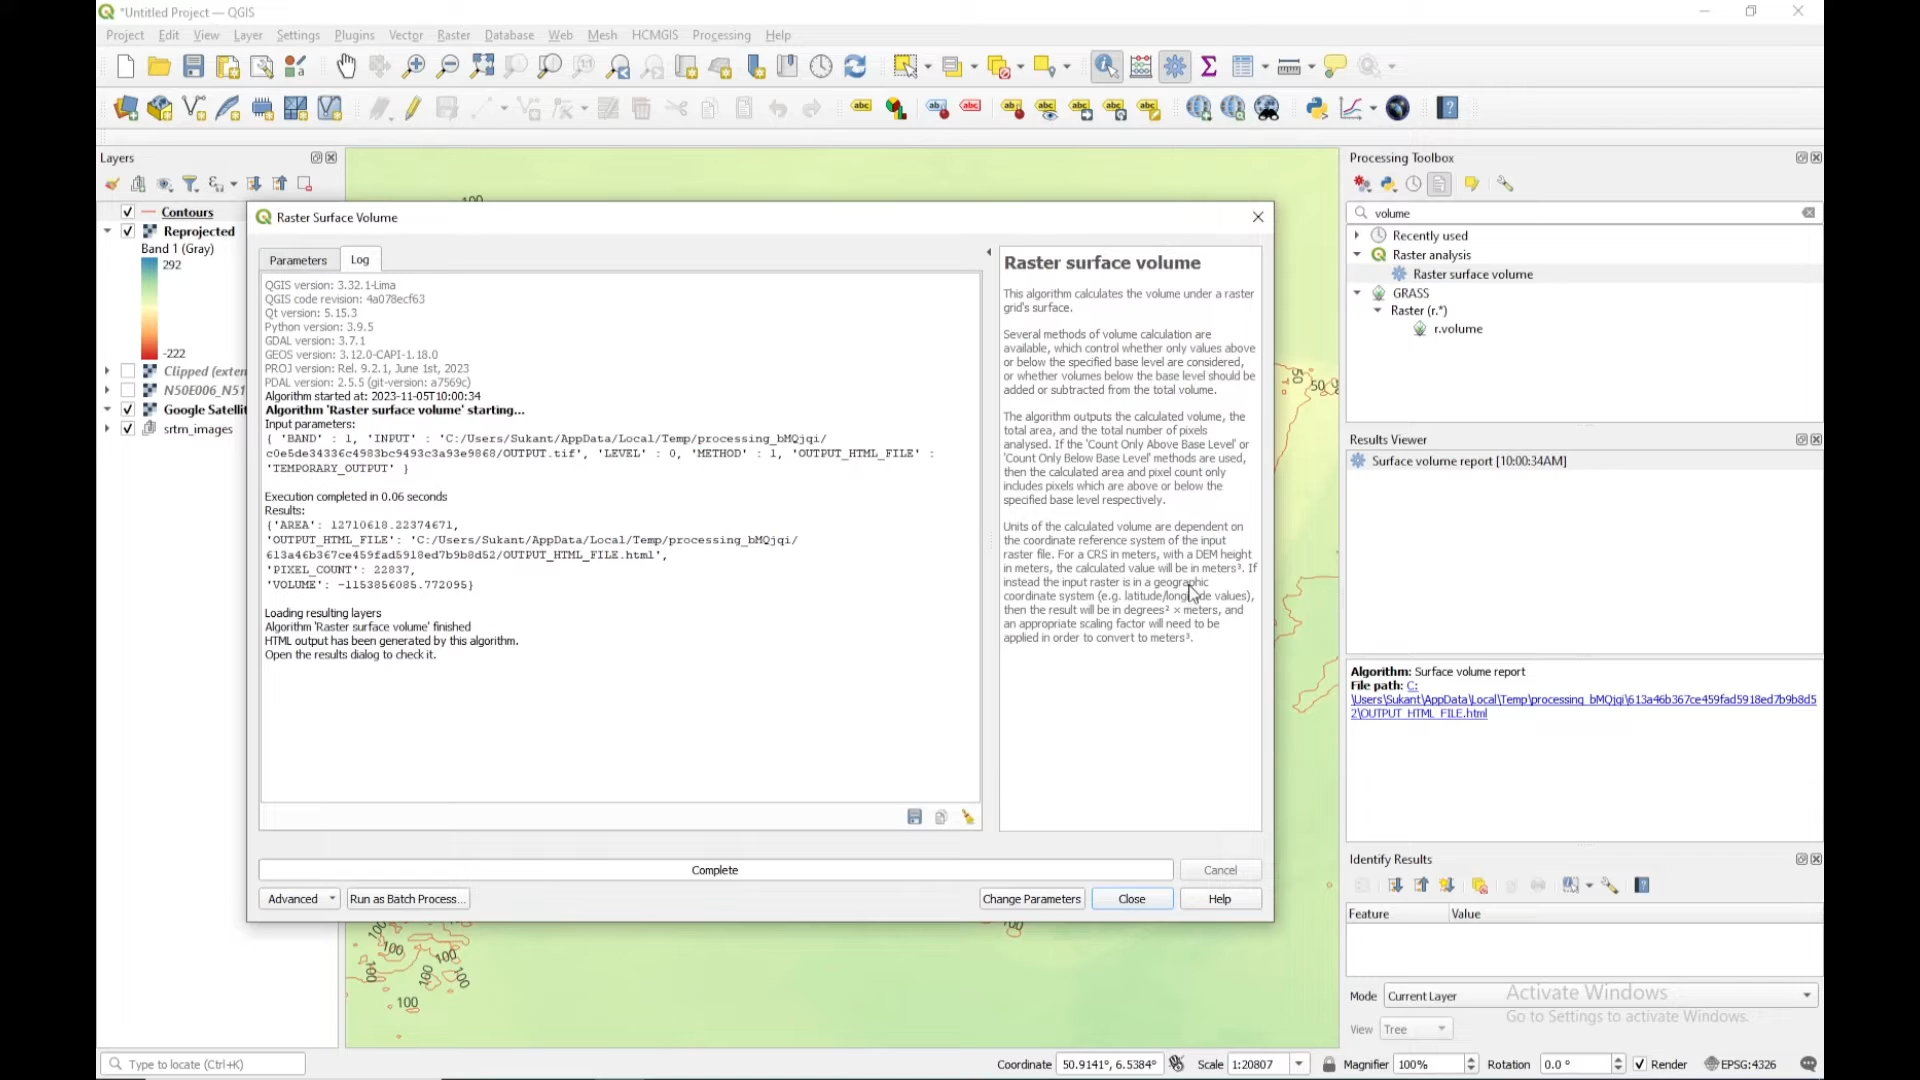 *Untitled Project — QGIS
Project Edit View Layer Settings Plugins Vector Raster Database Web Mesh HCMGIS Processing Help
Layers
Contours
Reprojected
Band 1 (Gray)
292
-222
Clipped (exten
N50E006_N51
Google Satellit
srtm_images
Raster Surface Volume
Parameters Log
QGIS version: 3.32.1-Lima
QGIS code revision: 4a078ecf63
Qt version: 5.15.3
Python version: 3.9.5
GDAL version: 3.7.1
GEOS version: 3.12.0-CAPI-1.18.0
PROJ version: Rel. 9.2.1, June 1st, 2023
PDAL version: 2.5.5 (git-version: a7569c)
Algorithm started at: 2023-11-05T10:00:34
Algorithm 'Raster surface volume' starting...
Input parameters:
{ 'BAND' : 1, 'INPUT' : 'C:/Users/Sukant/AppData/Local/Temp/processing_bMQjqi/
c0e5de34336c4983bc9493c3a93e9868/OUTPUT.tif', 'LEVEL' : 0, 'METHOD' : 1, 'OUTPUT_HTML_FILE' :
'TEMPORARY_OUTPUT' }
Execution completed in 0.06 seconds
Results:
{'AREA': 12710618.22374671,
'OUTPUT_HTML_FILE': 'C:/Users/Sukant/AppData/Local/Temp/processing_bMQjqi/
613a46b367ce459fad5918ed7b9b8d52/OUTPUT_HTML_FILE.html',
'PIXEL_COUNT': 22837,
'VOLUME': -1153856085.772095}
Loading resulting layers
Algorithm 'Raster surface volume' finished
HTML output has been generated by this algorithm.
Open the results dialog to check it.
Raster surface volume
This algorithm calculates the volume under a raster
grid's surface.
Several methods of volume calculation are
available, which control whether only values above
or below the specified base level are considered,
or whether volumes below the base level should be
added or subtracted from the total volume.
The algorithm outputs the calculated volume, the
total area, and the total number of pixels
analysed. If the 'Count Only Above Base Level' or
'Count Only Below Base Level' methods are used,
then the calculated area and pixel count only
includes pixels which are above or below the
specified base level respectively.
Units of the calculated volume are dependent on
the coordinate reference system of the input
raster file. For a CRS in meters, with a DEM height
in meters, the calculated value will be in meters³. If
instead the input raster is in a geographic
coordinate system (e.g. latitude/longitude values),
then the result will be in degrees² × meters, and
an appropriate scaling factor will need to be
applied in order to convert to meters³.
Complete
Cancel
Advanced
Run as Batch Process...
Change Parameters
Close
Help
50
100
100
100
100
100
100
Processing Toolbox
volume
Recently used
Raster analysis
Raster surface volume
GRASS
Raster (r.*)
r.volume
Results Viewer
Surface volume report [10:00:34AM]
Algorithm: Surface volume report
File path: C:
\Users\Sukant\AppData\Local\Temp\processing_bMQjqi\613a46b367ce459fad5918ed7b9b8d5
2\OUTPUT_HTML_FILE.html
Identify Results
Feature Value
Mode Current Layer
View Tree
Activate Windows
Go to Settings to activate Windows.
Type to locate (Ctrl+K)
Coordinate 50.9141°, 6.5384° Scale 1:20807 Magnifier 100% Rotation 0.0 ° Render EPSG:4326